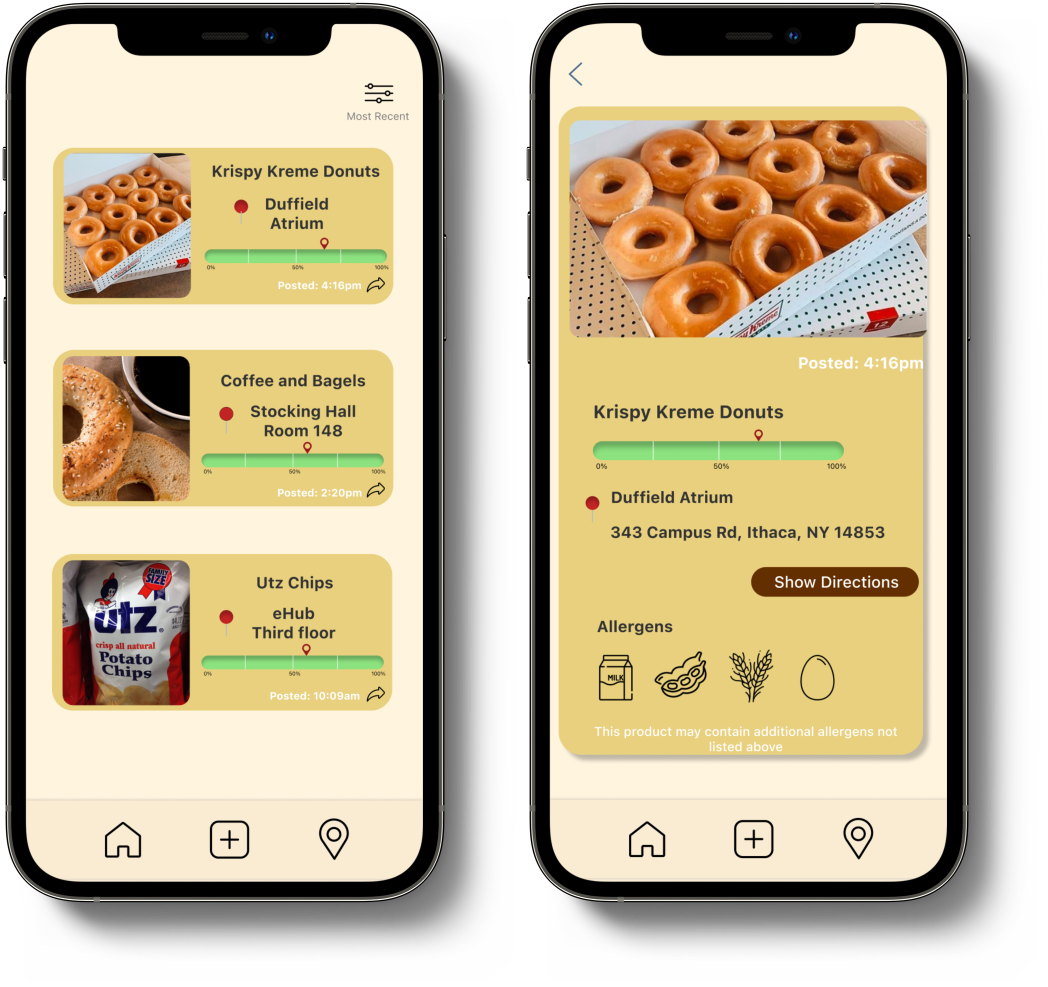 Most Recent
Krispy Kreme Donuts
Duffield
Atrium
0% 50% 100%
Posted: 4:16pm
Coffee and Bagels
Stocking Hall
Room 148
0% 50% 100%
Posted: 2:20pm
FAMILY
SIZE
utz
crisp all natural
Potato
Chips
Utz Chips
eHub
Third floor
0% 50% 100%
Posted: 10:09am
Krispy Kreme
12
Posted: 4:16pm
Krispy Kreme Donuts
0% 50% 100%
Duffield Atrium
343 Campus Rd, Ithaca, NY 14853
Show Directions
Allergens
MILK
This product may contain additional allergens not
listed above